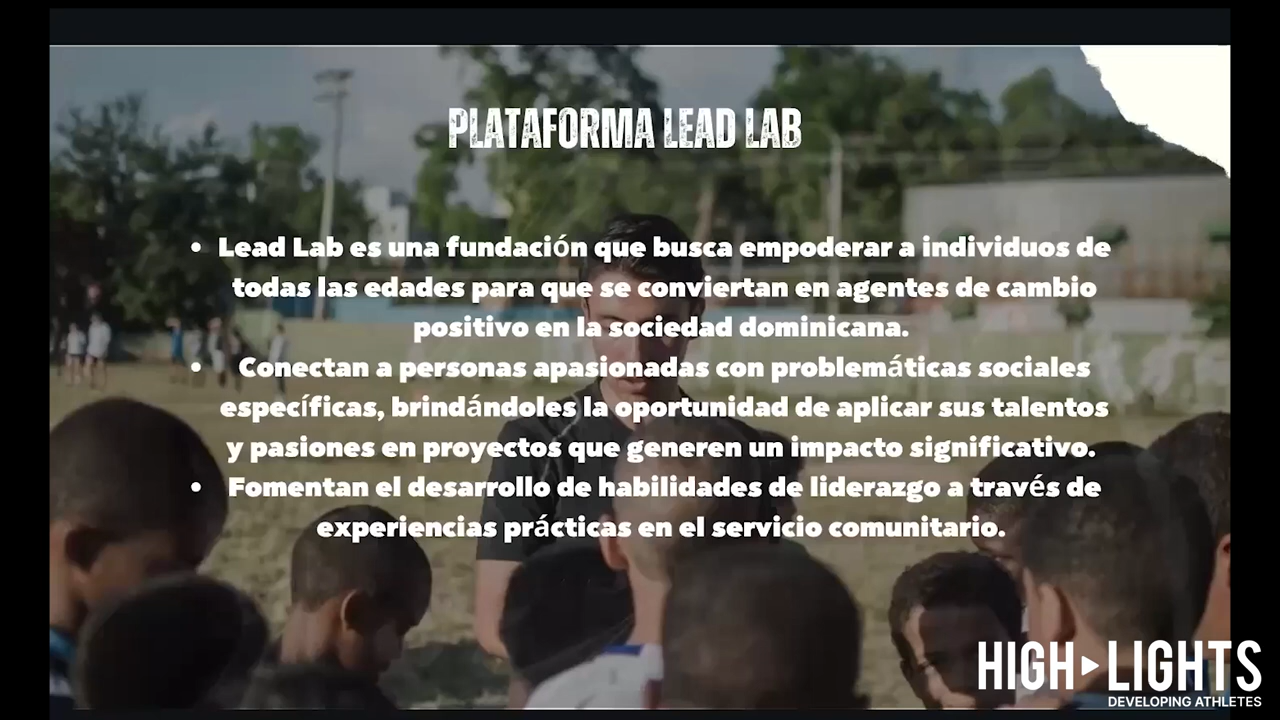 PLATAFORMA LEAD LAB
• Lead Lab es una fundación que busca empoderar a individuos de
todas las edades para que se conviertan en agentes de cambio
positivo en la sociedad dominicana.
• Conectan a personas apasionadas con problemáticas sociales
específicas, brindándoles la oportunidad de aplicar sus talentos
y pasiones en proyectos que generen un impacto significativo.
• Fomentan el desarrollo de habilidades de liderazgo a través de
experiencias prácticas en el servicio comunitario.
HIGH LIGHTS
DEVELOPING ATHLETES